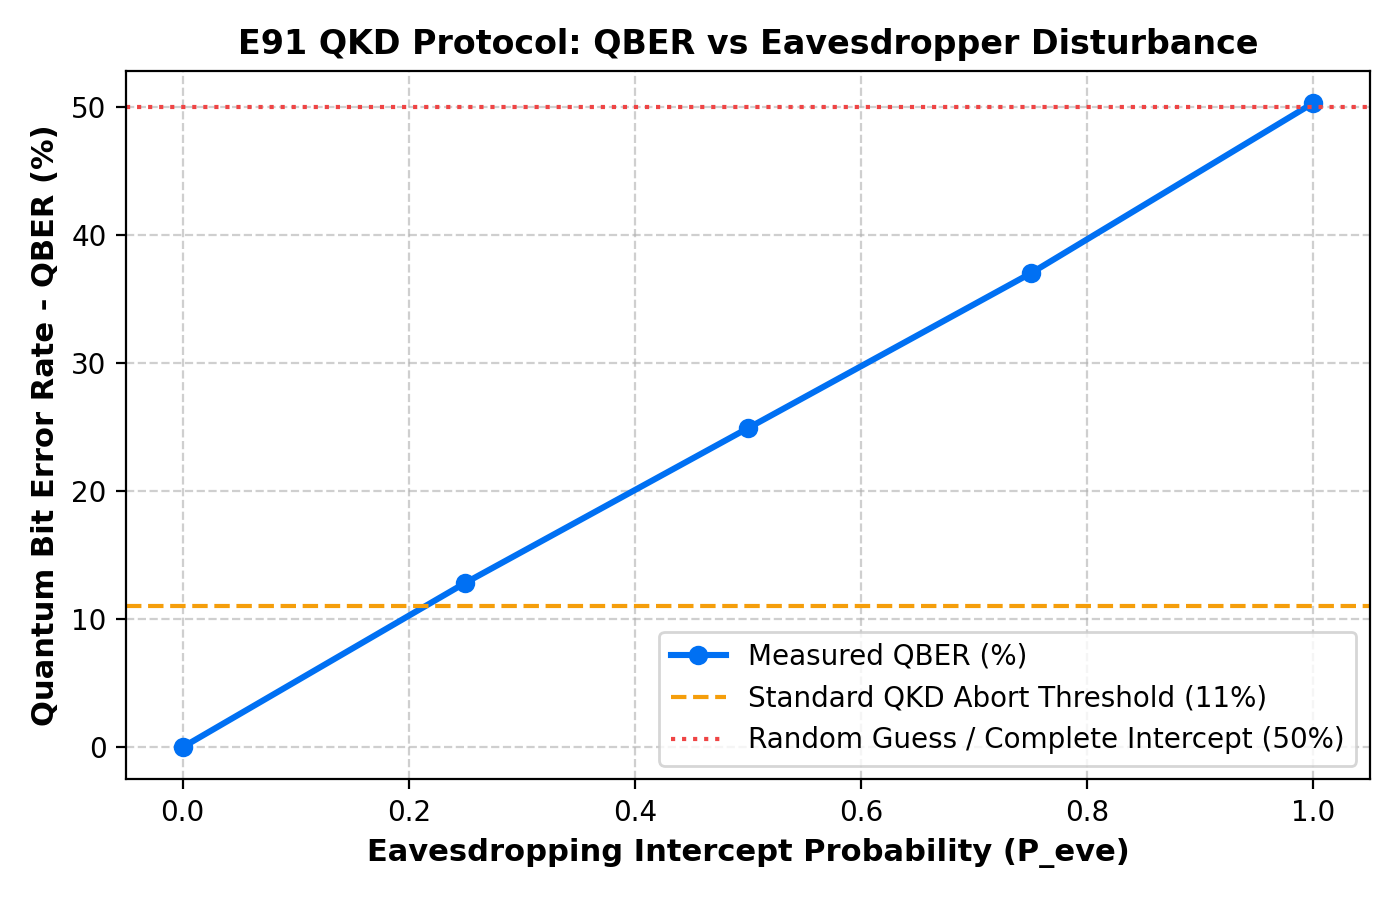 E91 QKD Protocol: QBER vs Eavesdropper Disturbance
Quantum Bit Error Rate - QBER (%)
50
40
30
20
10
0
Measured QBER (%)
Standard QKD Abort Threshold (11%)
Random Guess / Complete Intercept (50%)
0.0 0.2 0.4 0.6 0.8 1.0
Eavesdropping Intercept Probability (P_eve)